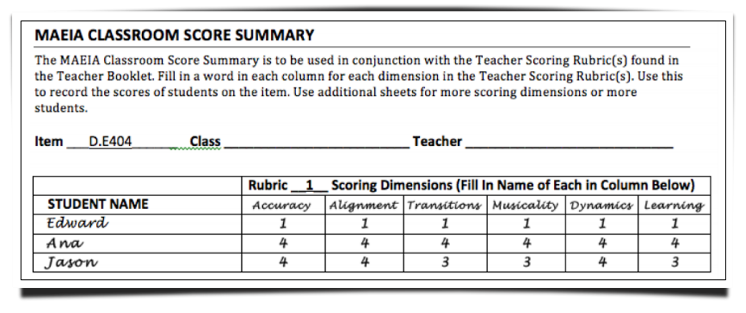 MAEIA CLASSROOM SCORE SUMMARY
The MAEIA Classroom Score Summary is to be used in conjunction with the Teacher Scoring Rubric(s) found in
the Teacher Booklet. Fill in a word in each column for each dimension in the Teacher Scoring Rubric(s). Use this
to record the scores of students on the item. Use additional sheets for more scoring dimensions or more
students.
Item ___D.E404________ Class __________________________ Teacher _____________________________
Rubric __1__ Scoring Dimensions (Fill In Name of Each in Column Below)
STUDENT NAME Accuracy Alignment Transitions Musicality Dynamics Learning
Edward 1 1 1 1 1 1
Ana 4 4 4 4 4 4
Jason 4 4 3 3 4 3